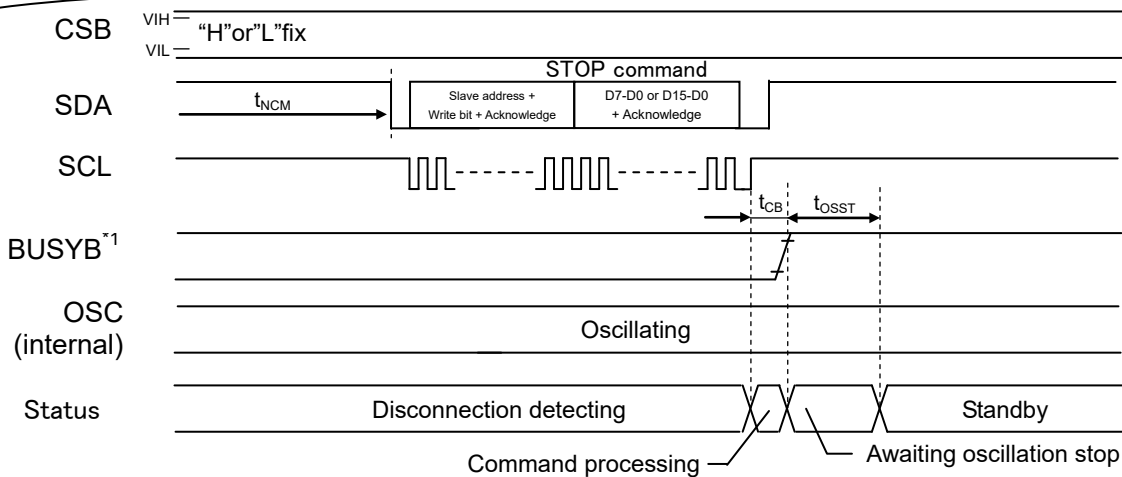 CSB
VIH
VIL
“H”or”L”fix
STOP command
SDA
tNCM
Slave address +
Write bit + Acknowledge
D7-D0 or D15-D0
+ Acknowledge
SCL
tCB
tOSST
BUSYB*1
OSC
(internal)
Oscillating
Status
Disconnection detecting
Standby
Command processing
Awaiting oscillation stop